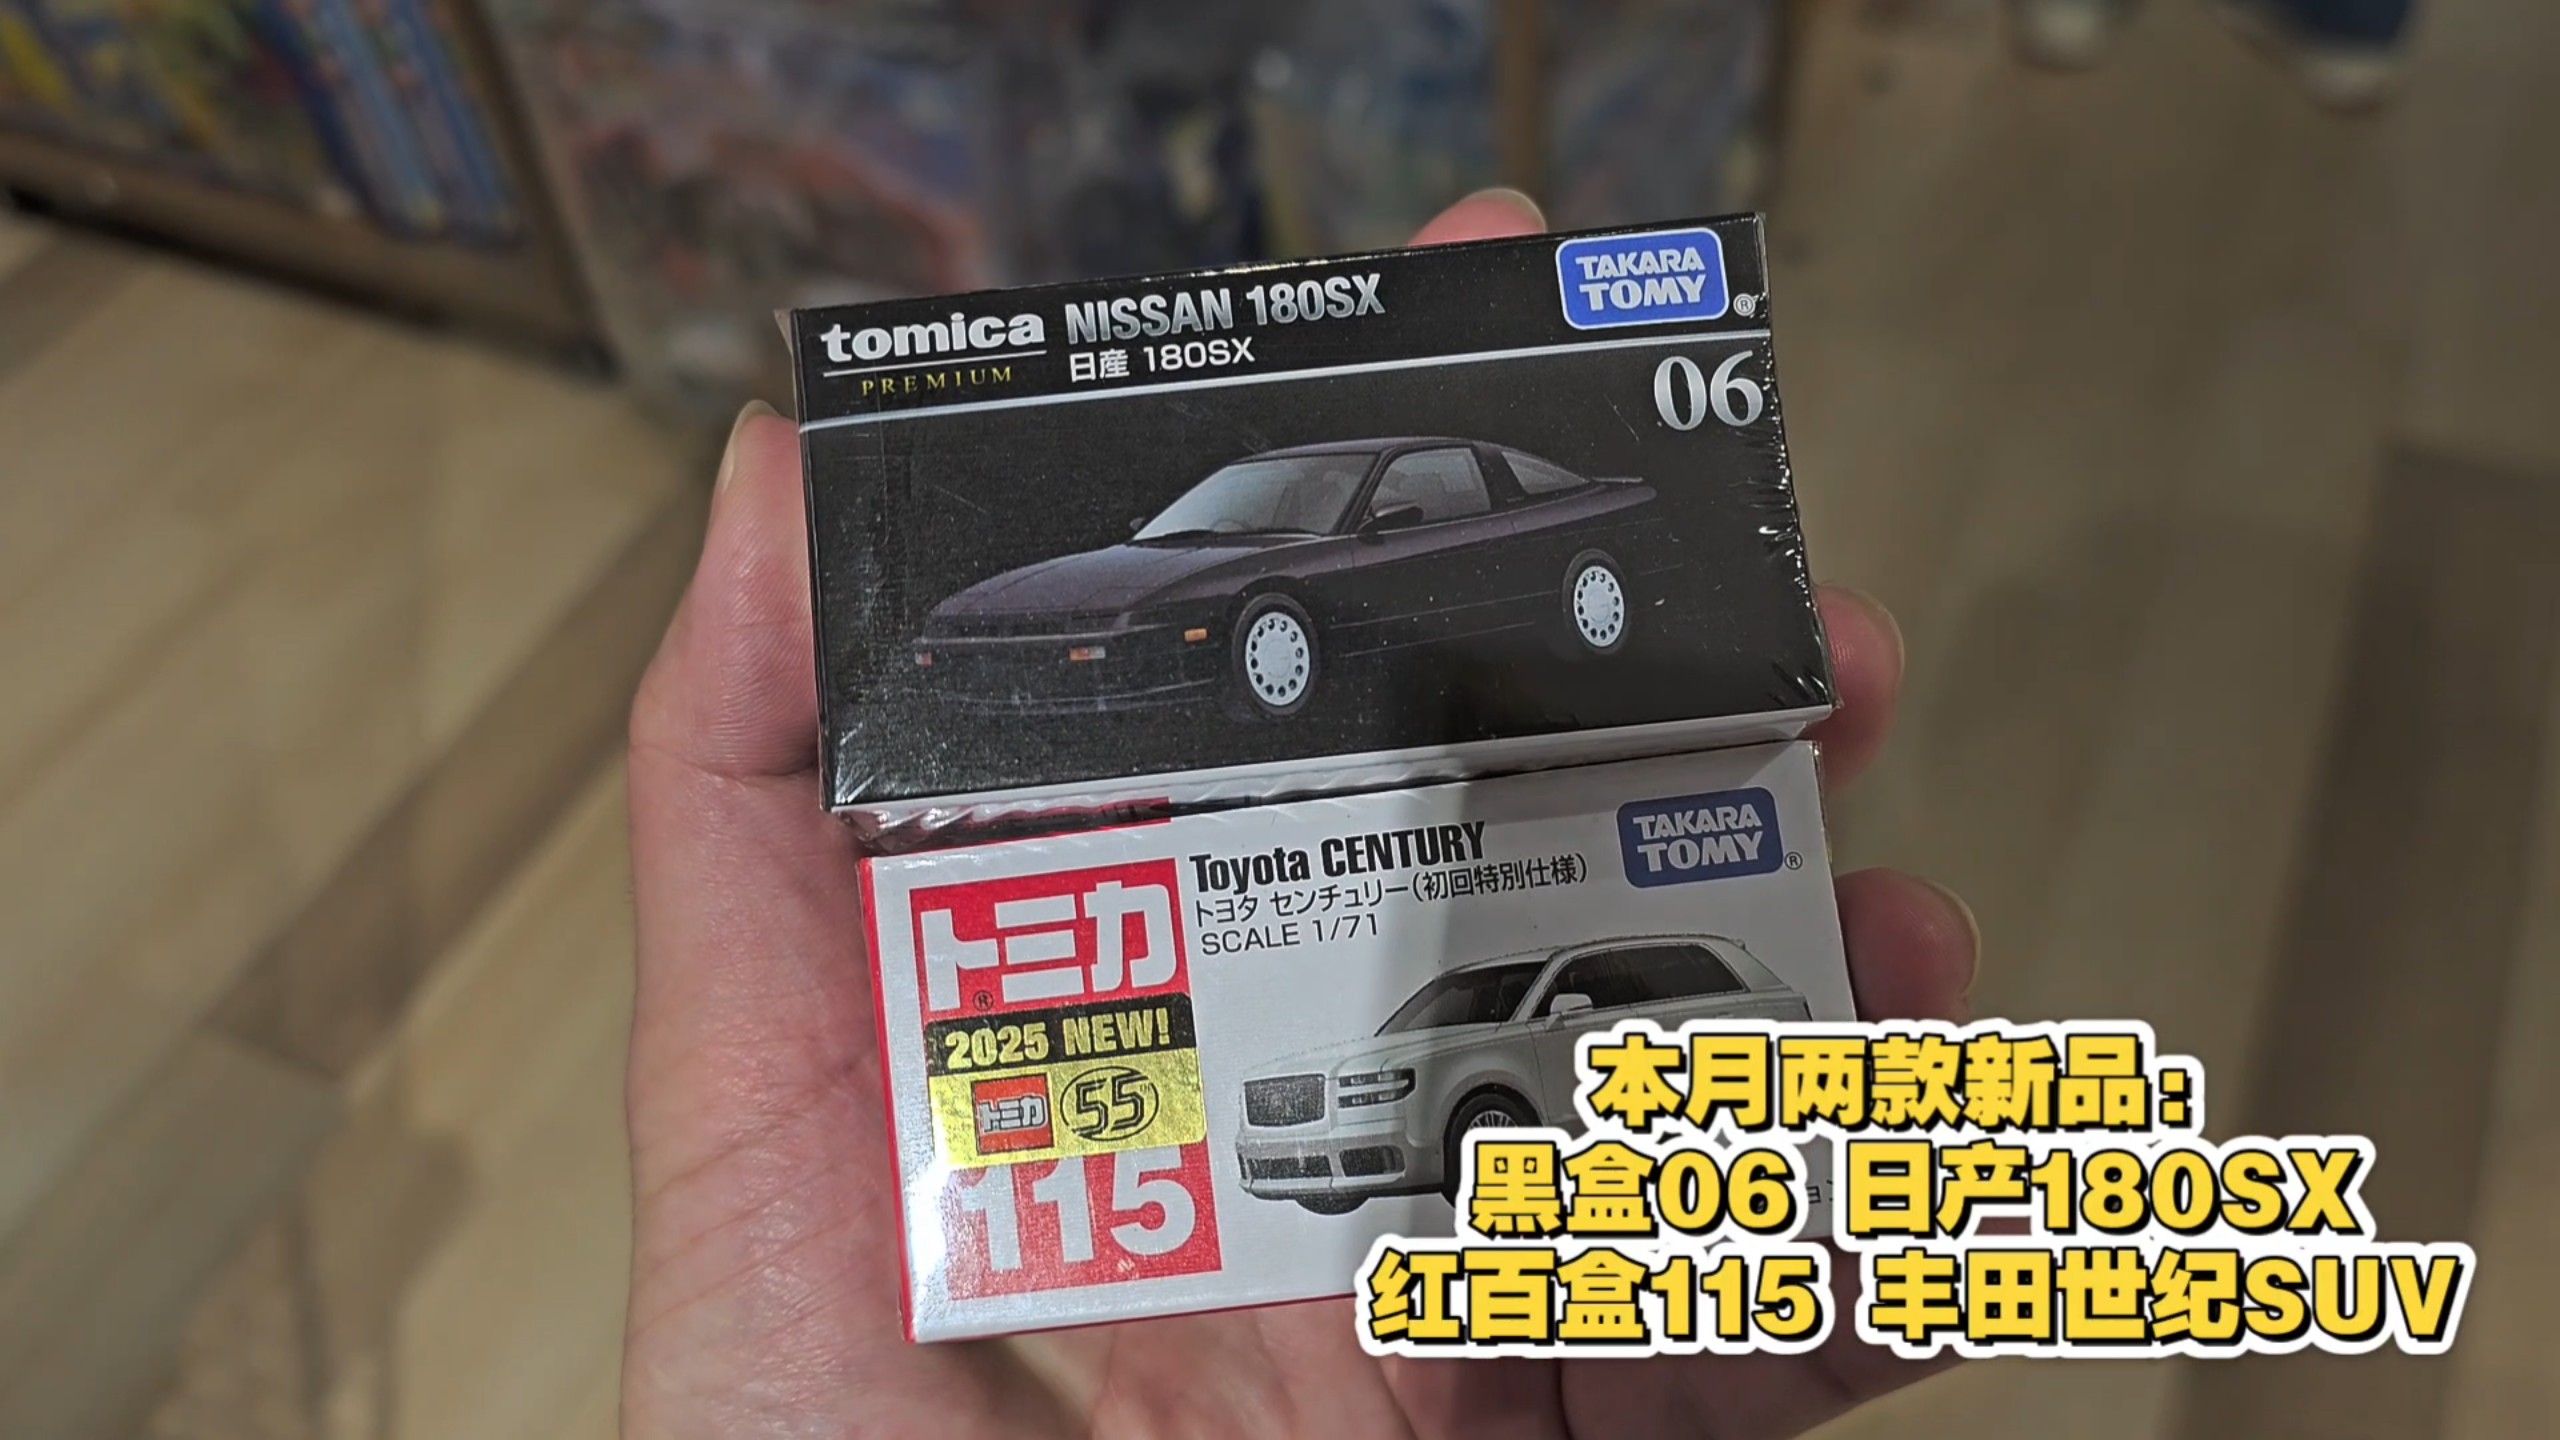 tomica
PREMIUM
NISSAN 180SX
日産 180SX
TAKARA
TOMY®
06
トミカ®
2025 NEW!
トミカ 55TH
115
Toyota CENTURY
トヨタ センチュリー(初回特別仕様)
SCALE 1/71
TAKARA
TOMY®
本月两款新品:
黑盒06 日产180SX
红百盒115 丰田世纪SUV